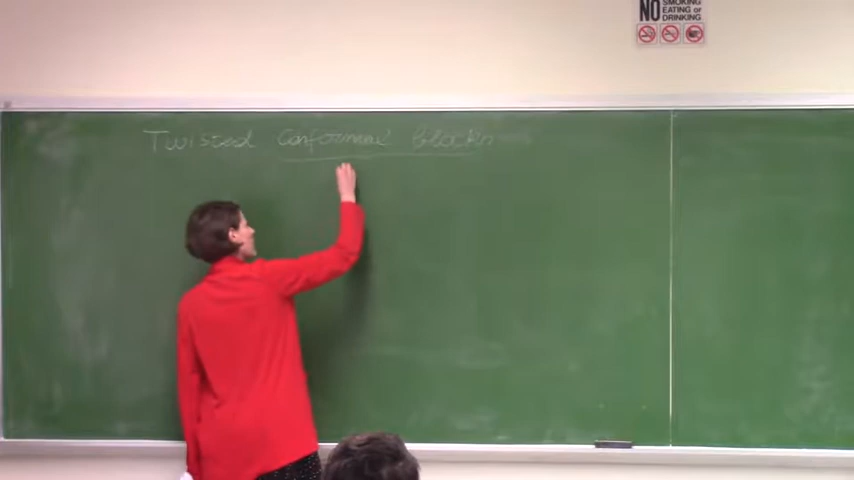 NO SMOKING
EATING or
DRINKING
Twisted Conformal blocks